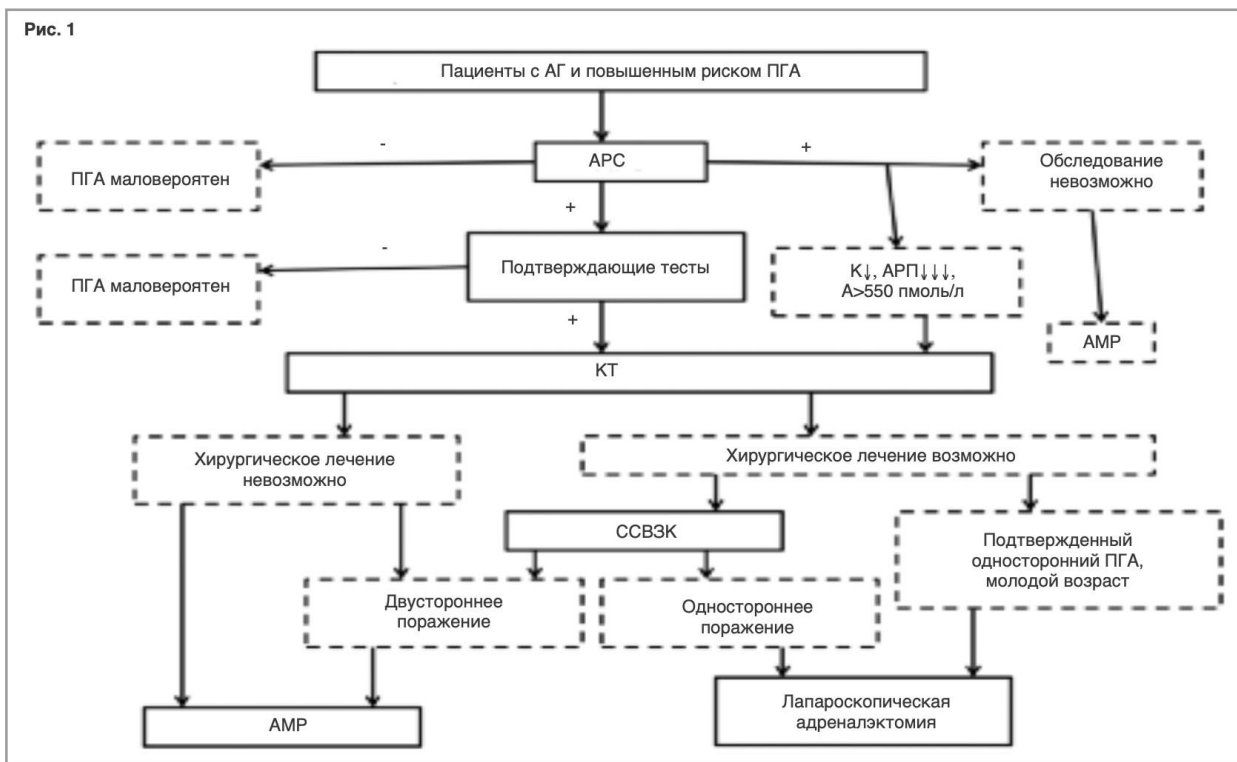 Рис. 1
Пациенты с АГ и повышенным риском ПГА
-
+
АРС
Обследование
невозможно
ПГА маловероятен
+
-
Подтверждающие тесты
К↓, АРП↓↓↓,
А>550 пмоль/л
ПГА маловероятен
+
АМР
КТ
Хирургическое лечение
невозможно
Хирургическое лечение возможно
ССВЗК
Подтвержденный
односторонний ПГА,
молодой возраст
Двустороннее
поражение
Одностороннее
поражение
Лапароскопическая
адреналэктомия
АМР